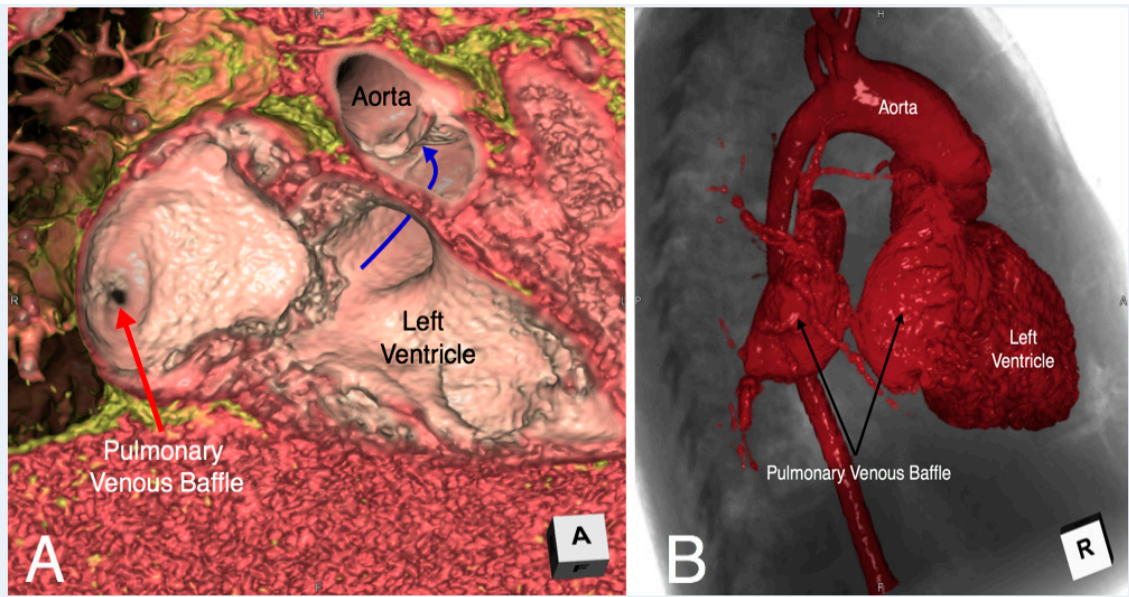 H
Aorta
R
Left
Ventricle
Pulmonary
Venous Baffle
A
F
A
H
Aorta
P
A
Left
Ventricle
Pulmonary Venous Baffle
B
R